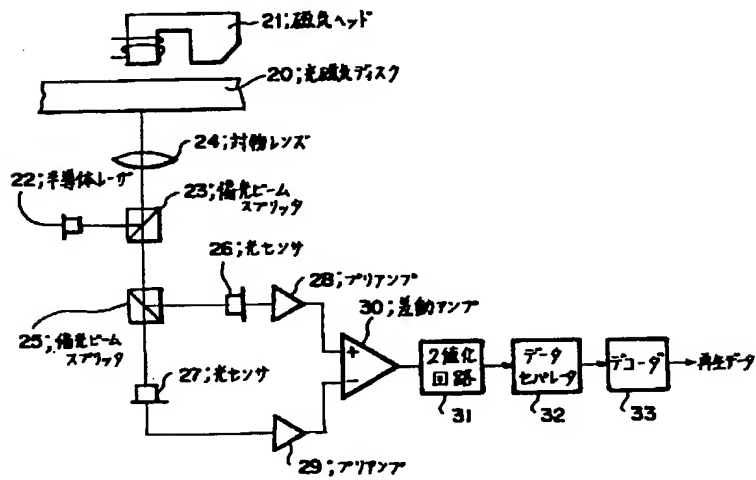 21;磁気ヘッド
20;光磁気ディスク
24;対物レンズ
22;半導体レーザ
23;偏光ビーム
スプリッタ
26;光センサ
28;プリアンプ
30;差動アンプ
25;偏光ビーム
スプリッタ
27;光センサ
+
−
2値化
回路
31
データ
セパレータ
32
デコーダ
33
再生データ
29;プリアンプ